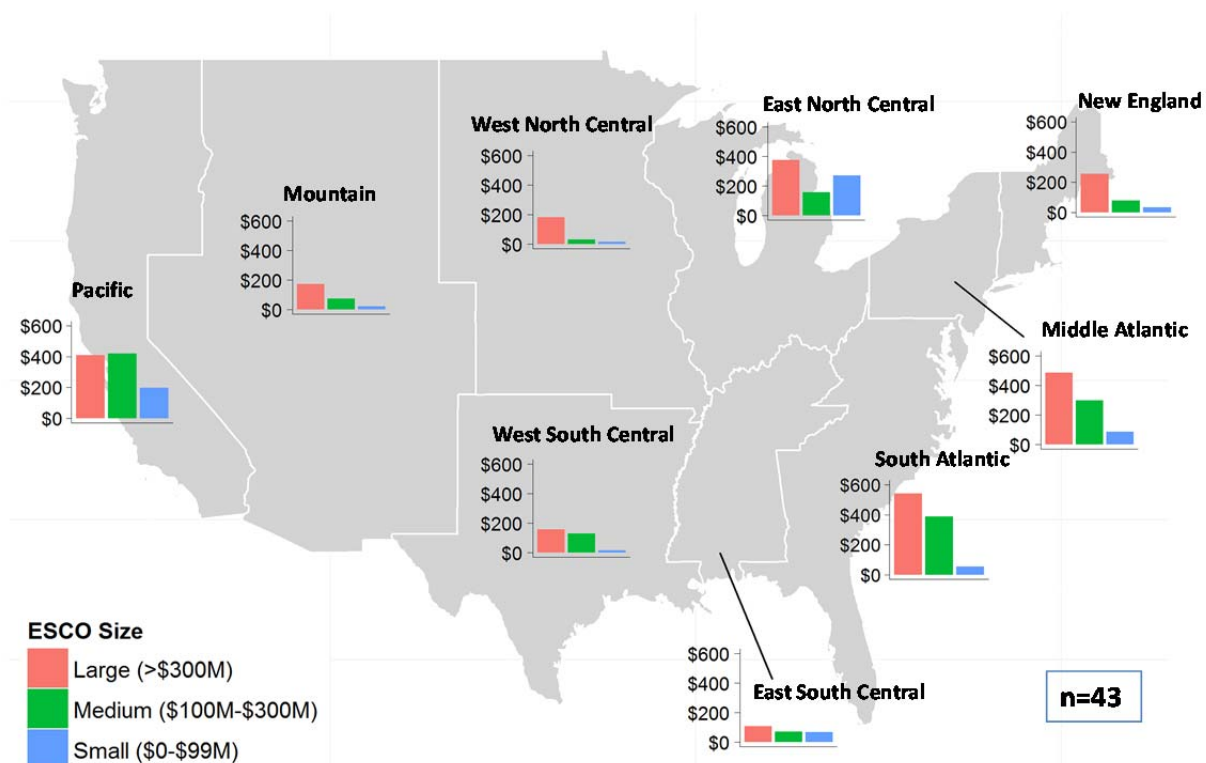 East North Central
$600
$400
$200
$0
New England
$600
$400
$200
$0
West North Central
$600
$400
$200
$0
Mountain
$600
$400
$200
$0
Pacific
$600
$400
$200
$0
Middle Atlantic
$600
$400
$200
$0
West South Central
$600
$400
$200
$0
South Atlantic
$600
$400
$200
$0
East South Central
$600
$400
$200
$0
ESCO Size
Large (>$300M)
Medium ($100M-$300M)
Small ($0-$99M)
n=43